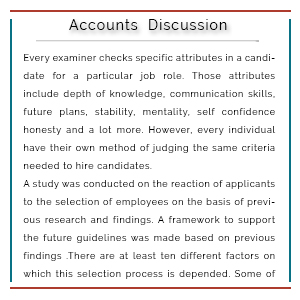 Accounts Discussion
Every examiner checks specific attributes in a candi-
date for a particular job role. Those attributes
include depth of knowledge, communication skills,
future plans, stability, mentality, self confidence
honesty and a lot more. However, every individual
have their own method of judging the same criteria
needed to hire candidates.
A study was conducted on the reaction of applicants
to the selection of employees on the basis of previ-
ous research and findings. A framework to support
the future guidelines was made based on previous
findings .There are at least ten different factors on
which this selection process is depended. Some of